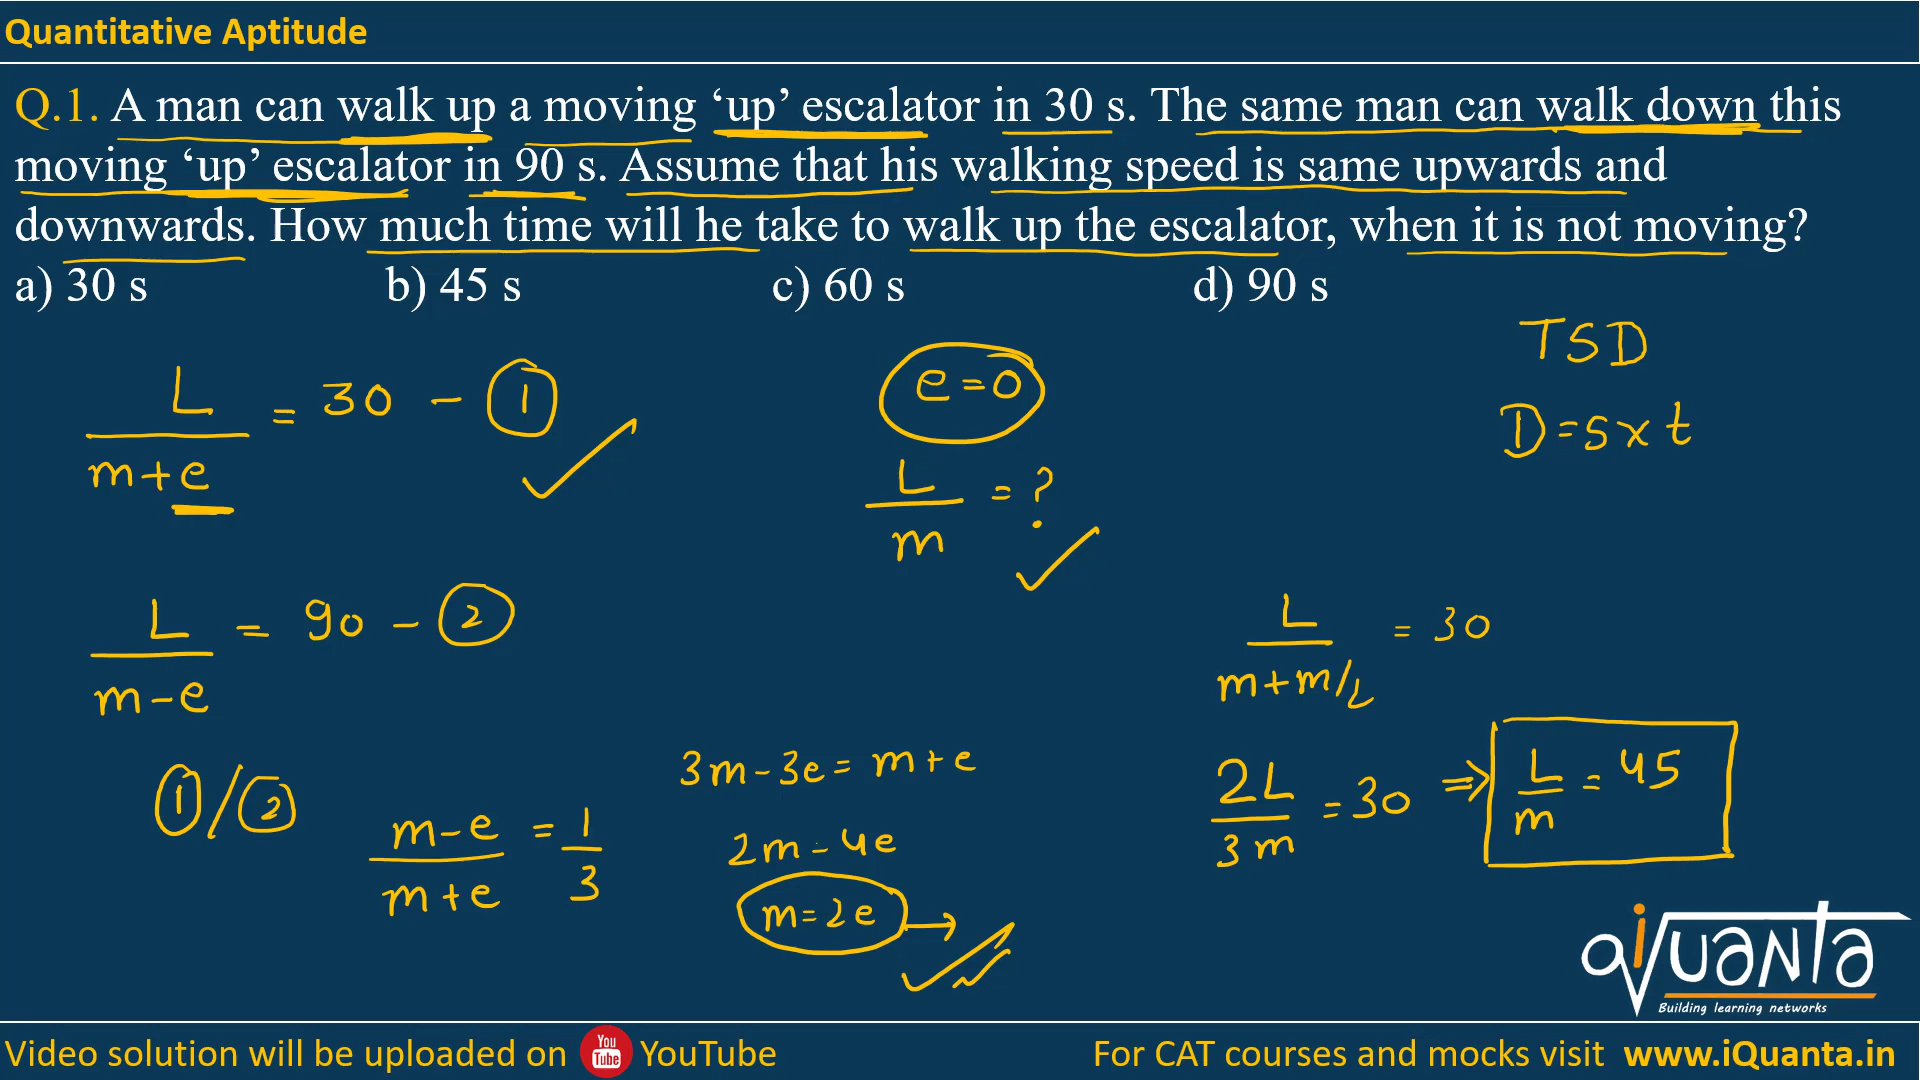 Quantitative Aptitude
Q.1. A man can walk up a moving ‘up’ escalator in 30 s. The same man can walk down this
moving ‘up’ escalator in 90 s. Assume that his walking speed is same upwards and
downwards. How much time will he take to walk up the escalator, when it is not moving?
a) 30 s b) 45 s c) 60 s d) 90 s
TSD
D=s×t
L/(m+e) = 30 – ①
e=0
L/m = ?
L/(m-e) = 90 – ②
①/②
(m-e)/(m+e) = 1/3
3m-3e = m+e
2m-4e
m=2e →
L/(m+m/2) = 30
2L/3m = 30 ⇒ L/m = 45
iQuanta
Building learning networks
Video solution will be uploaded on You Tube YouTube
For CAT courses and mocks visit www.iQuanta.in